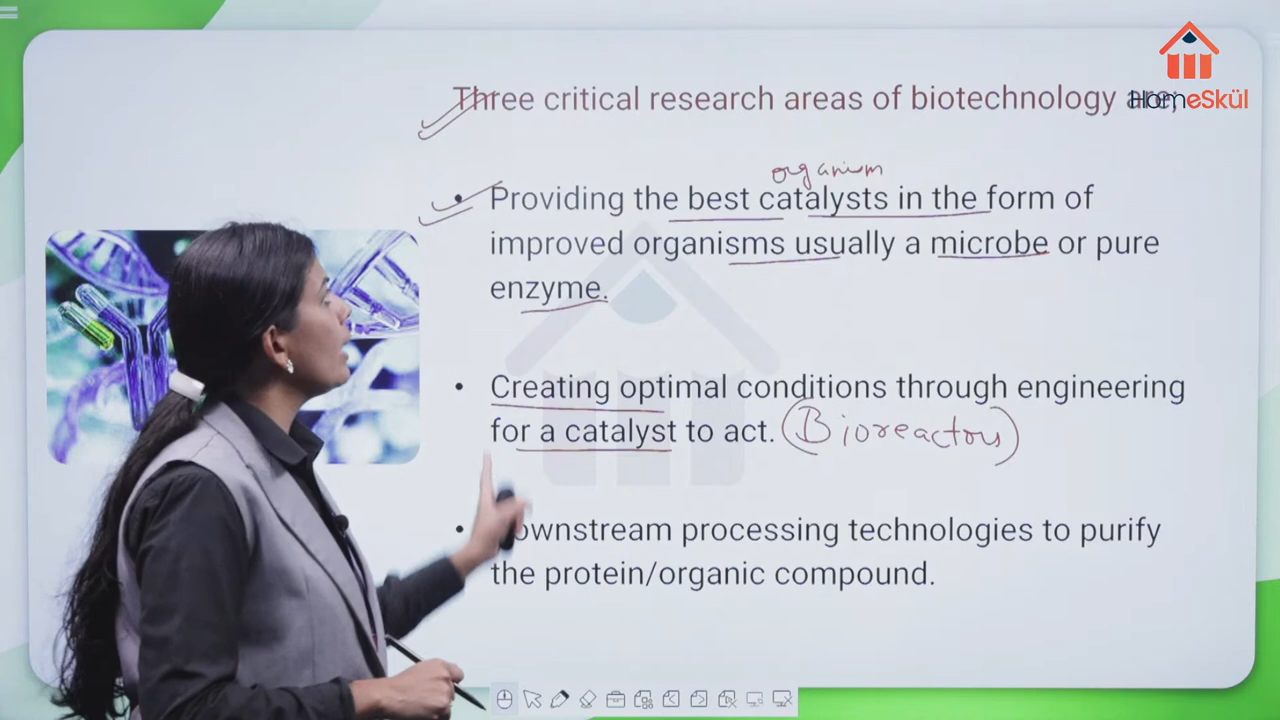 Three critical research areas of biotechnology are;
HomeSkül
organism
• Providing the best catalysts in the form of
improved organisms usually a microbe or pure
enzyme.
• Creating optimal conditions through engineering
for a catalyst to act. (Bioreactors)
• Downstream processing technologies to purify
the protein/organic compound.